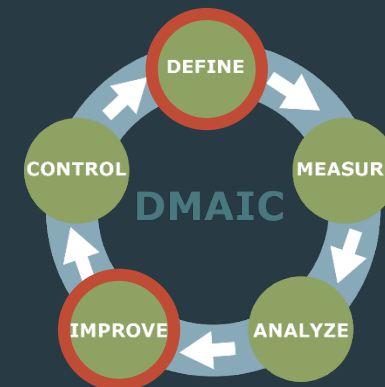 DEFINE
CONTROL
MEASUR
DMAIC
IMPROVE
ANALYZE